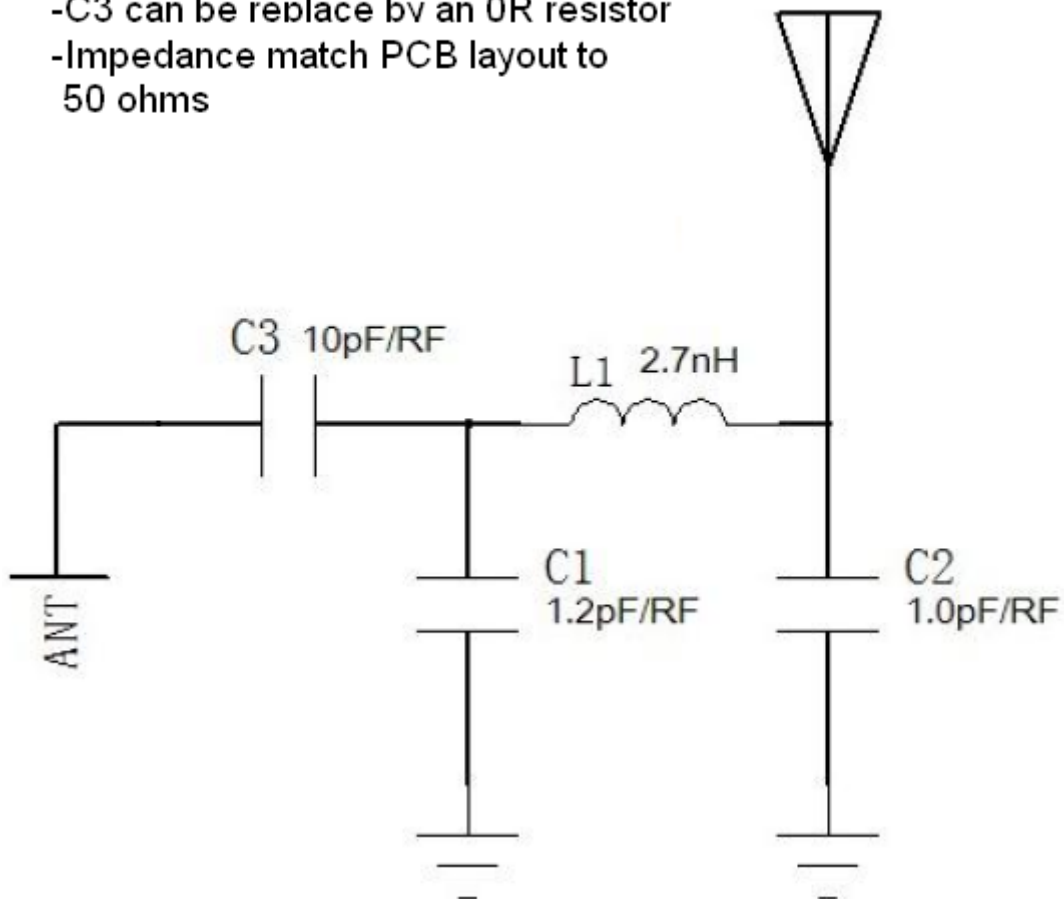 -C3 can be replace by an 0R resistor
-Impedance match PCB layout to
50 ohms
C3 10pF/RF
L1 2.7nH
C1
1.2pF/RF
C2
1.0pF/RF
ANT